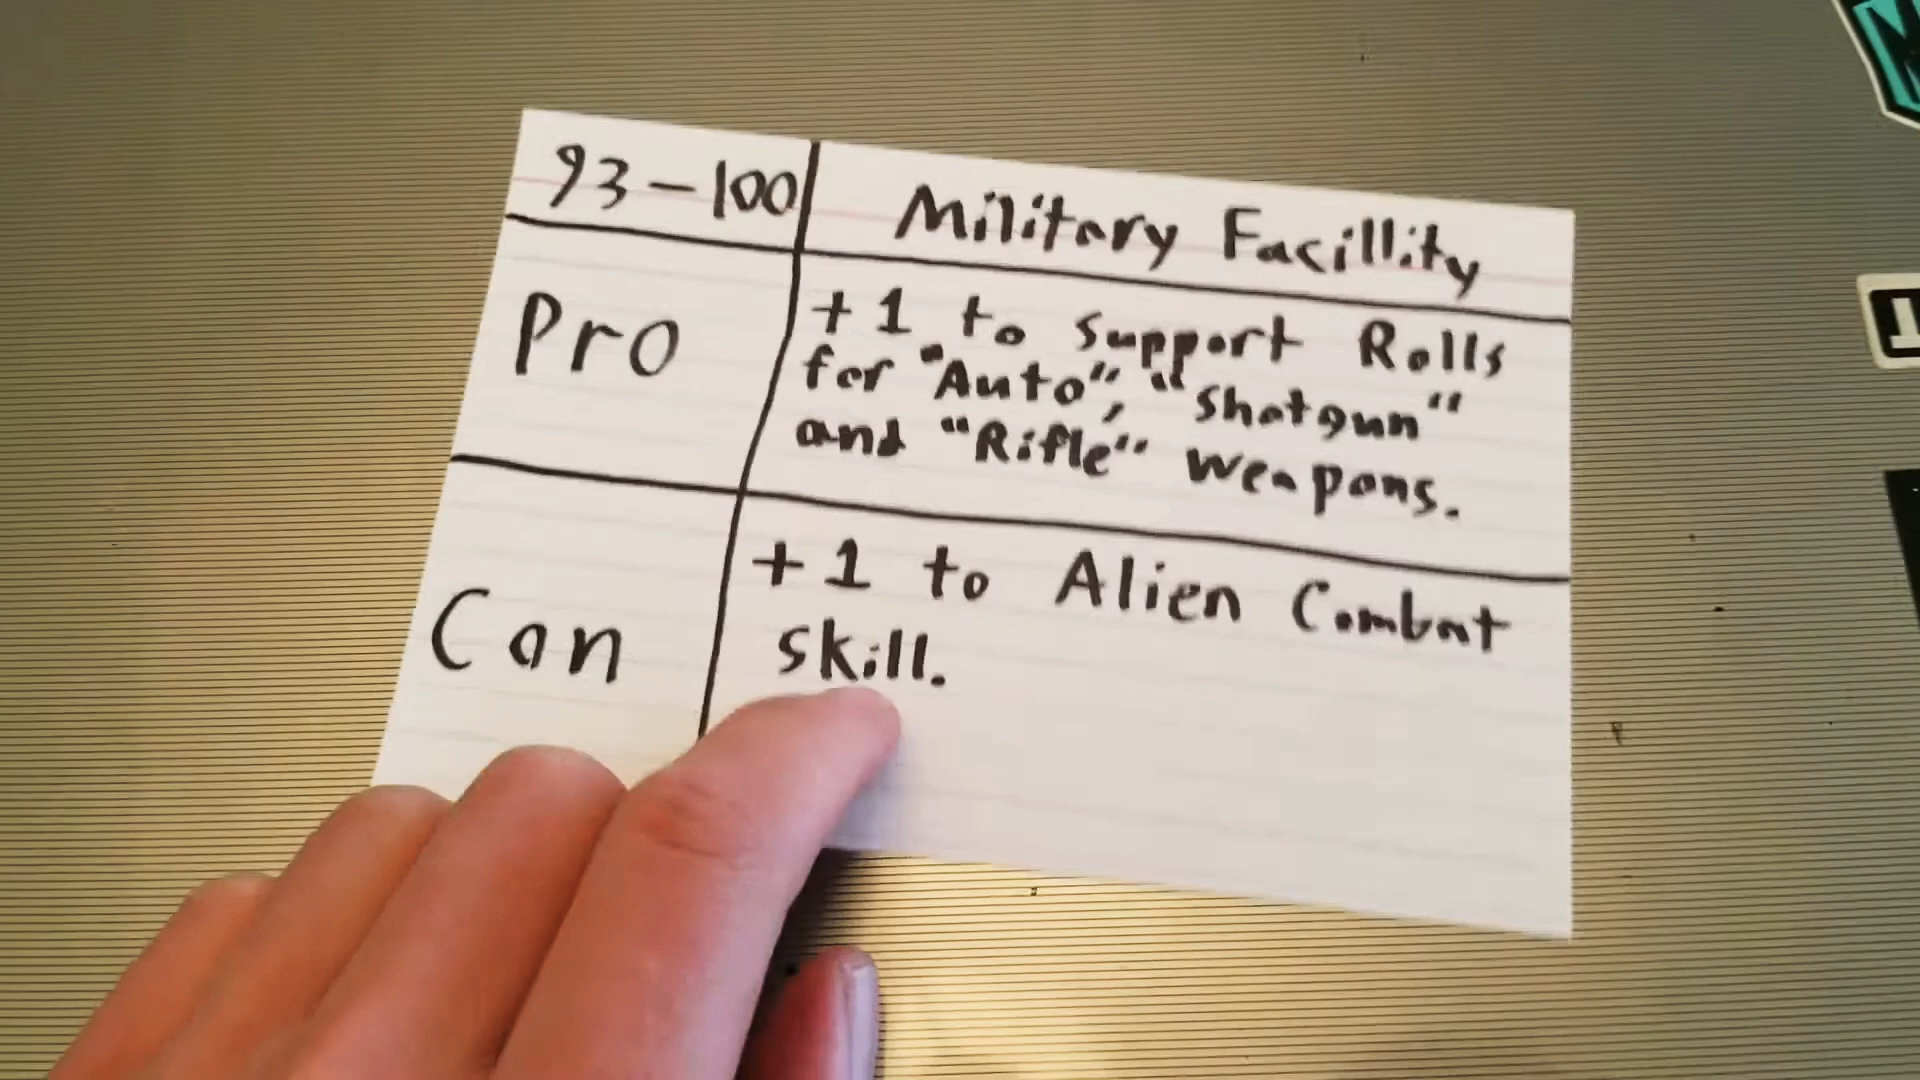 93-100 Military Facillity
Pro
+1 to Support Rolls
for "Auto", "Shotgun"
and "Rifle" weapons.
Con
+1 to Alien Combat
skill.